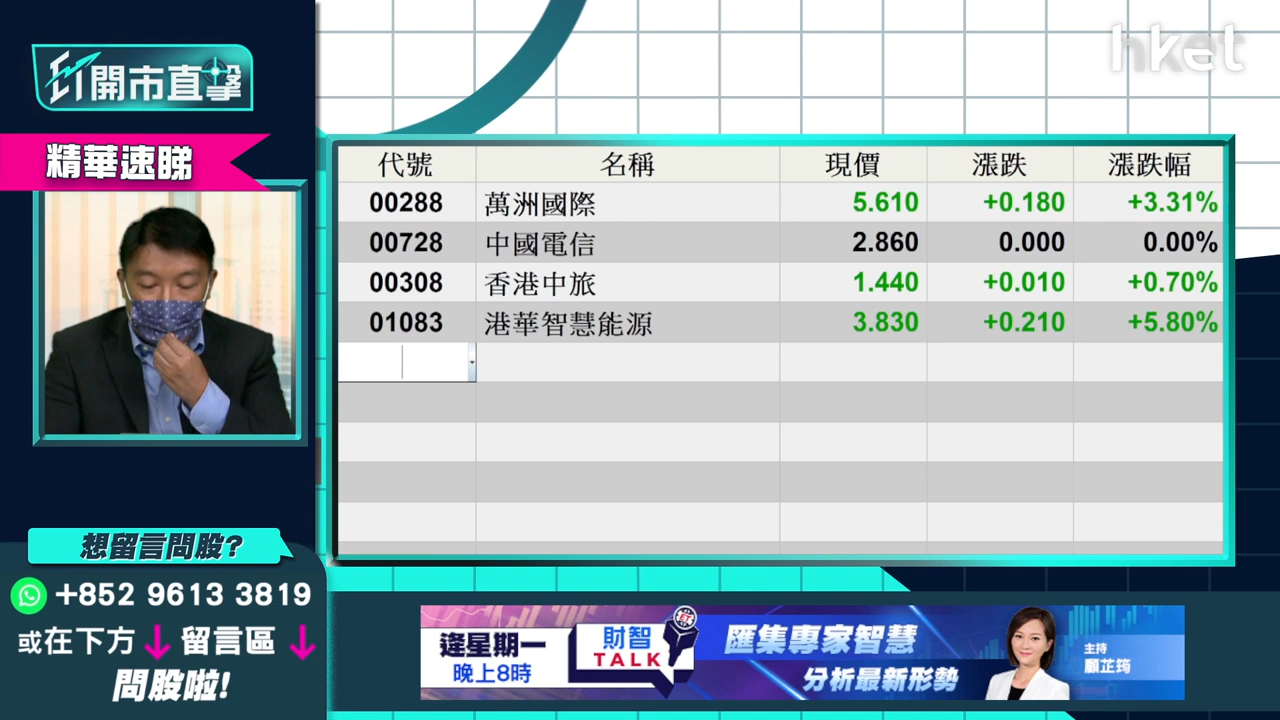 ET開市直擊
hket
精華速睇
代號 名稱 現價 漲跌 漲跌幅
00288 萬洲國際 5.610 +0.180 +3.31%
00728 中國電信 2.860 0.000 0.00%
00308 香港中旅 1.440 +0.010 +0.70%
01083 港華智慧能源 3.830 +0.210 +5.80%
想留言問股?
+852 9613 3819
或在下方↓留言區↓
問股啦!
逢星期一
晚上8時
財智
TALK
匯集專家智慧
分析最新形勢
主持
顧芷筠